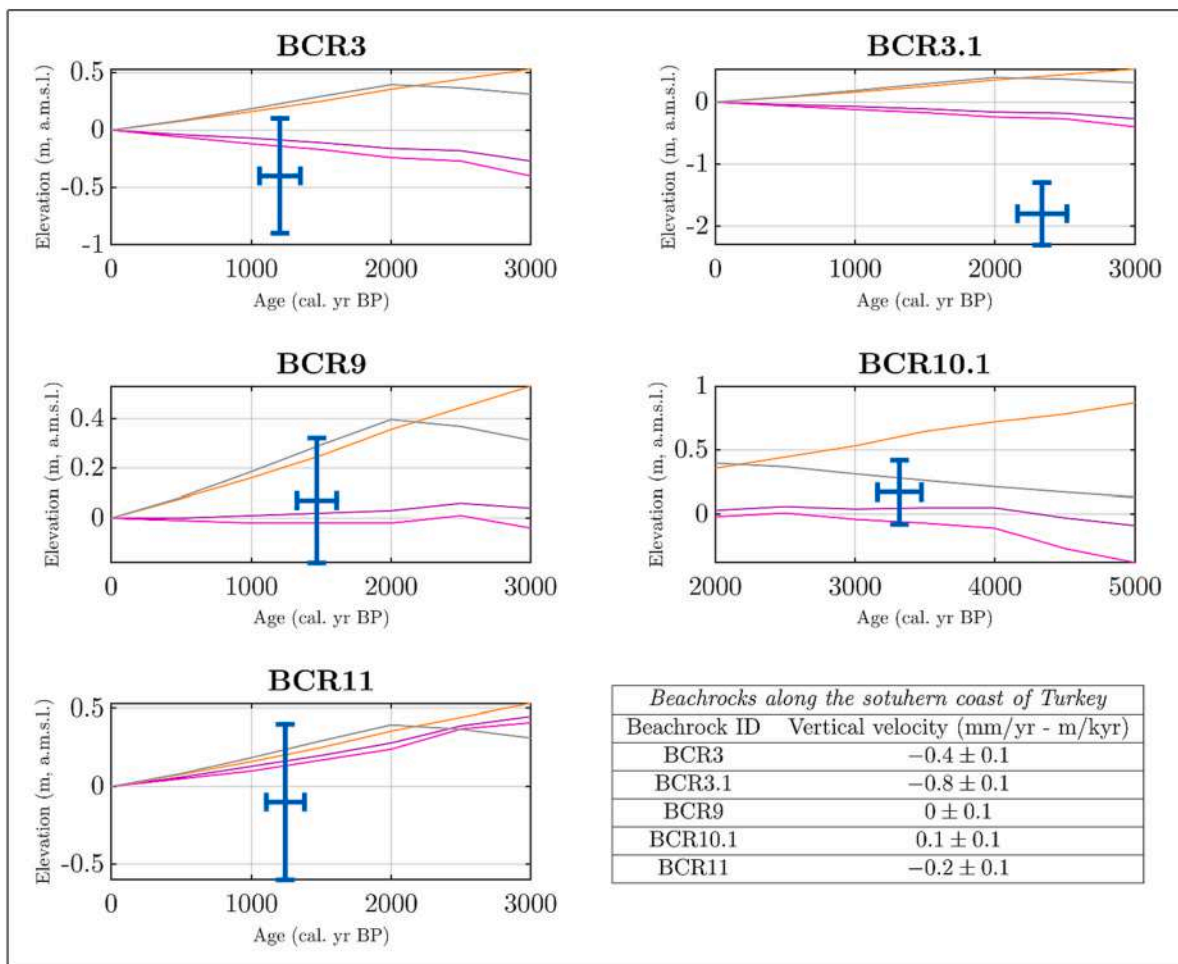 BCR3
Elevation (m, a.m.s.l.)
0.5
0
-0.5
-1
0 1000 2000 3000
Age (cal. yr BP)
BCR3.1
Elevation (m, a.m.s.l.)
0
-1
-2
0 1000 2000 3000
Age (cal. yr BP)
BCR9
Elevation (m, a.m.s.l.)
0.4
0.2
0
0 1000 2000 3000
Age (cal. yr BP)
BCR10.1
Elevation (m, a.m.s.l.)
1
0.5
0
2000 3000 4000 5000
Age (cal. yr BP)
BCR11
Elevation (m, a.m.s.l.)
0.5
0
-0.5
0 1000 2000 3000
Age (cal. yr BP)
Beachrocks along the sotuhern coast of Turkey
Beachrock ID Vertical velocity (mm/yr - m/kyr)
BCR3 −0.4 ± 0.1
BCR3.1 −0.8 ± 0.1
BCR9 0 ± 0.1
BCR10.1 0.1 ± 0.1
BCR11 −0.2 ± 0.1